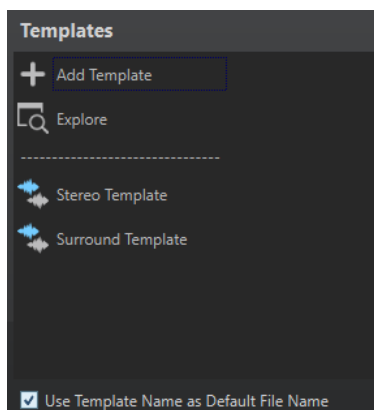 Templates
Add Template
Explore
--------------------------------
Stereo Template
Surround Template
Use Template Name as Default File Name